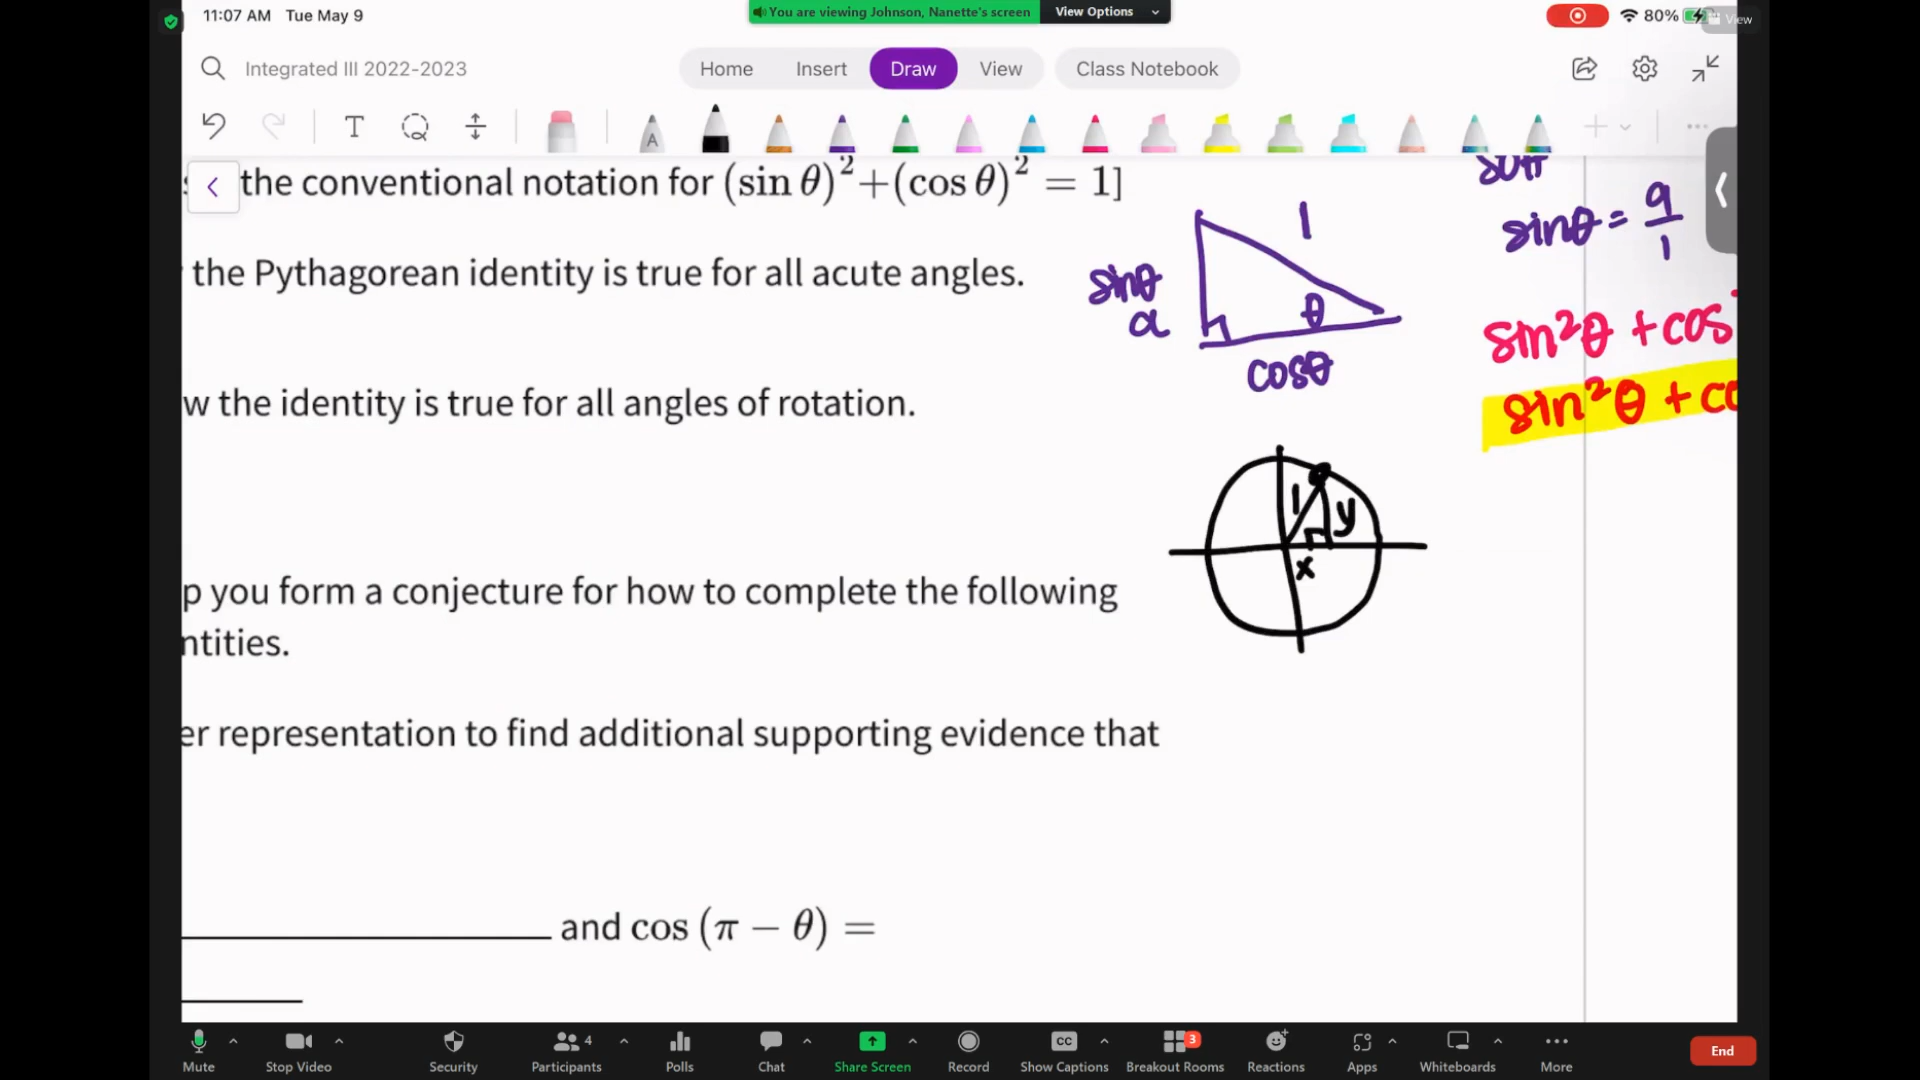 11:07 AM Tue May 9
You are viewing Johnson, Nanette's screen
View Options
80%
View
Integrated III 2022-2023
Home Insert Draw View Class Notebook
T
A
the conventional notation for (sin θ)² + (cos θ)² = 1]
the Pythagorean identity is true for all acute angles.
w the identity is true for all angles of rotation.
p you form a conjecture for how to complete the following
ntities.
er representation to find additional supporting evidence that
and cos (π − θ) =
1
sinθ
a
θ
cosθ
sinθ = a/1
sin²θ + cos
sin²θ + co
1
y
x
Mute
Stop Video
Security
4
Participants
Polls
Chat
Share Screen
Record
CC
Show Captions
3
Breakout Rooms
Reactions
Apps
Whiteboards
More
End